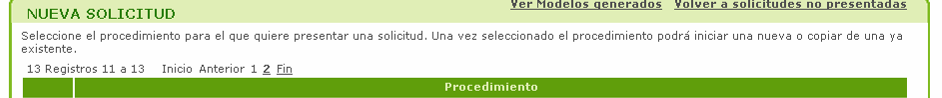 Ver Modelos generados Volver a solicitudes no presentadas
NUEVA SOLICITUD
Seleccione el procedimiento para el que quiere presentar una solicitud. Una vez seleccionado el procedimiento podrá iniciar una nueva o copiar de una ya
existente.
13 Registros 11 a 13 Inicio Anterior 1 2 Fin
Procedimiento